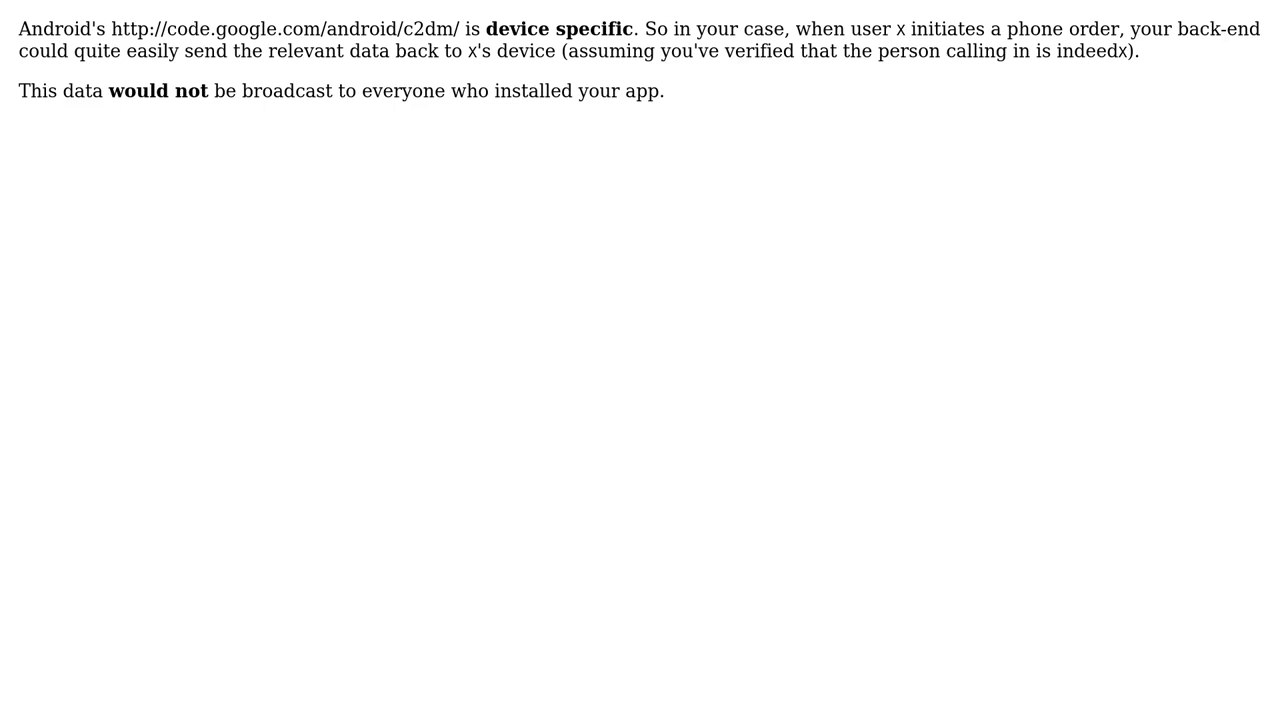 Android's http://code.google.com/android/c2dm/ is device specific. So in your case, when user x initiates a phone order, your back-end
could quite easily send the relevant data back to x's device (assuming you've verified that the person calling in is indeedx).
This data would not be broadcast to everyone who installed your app.